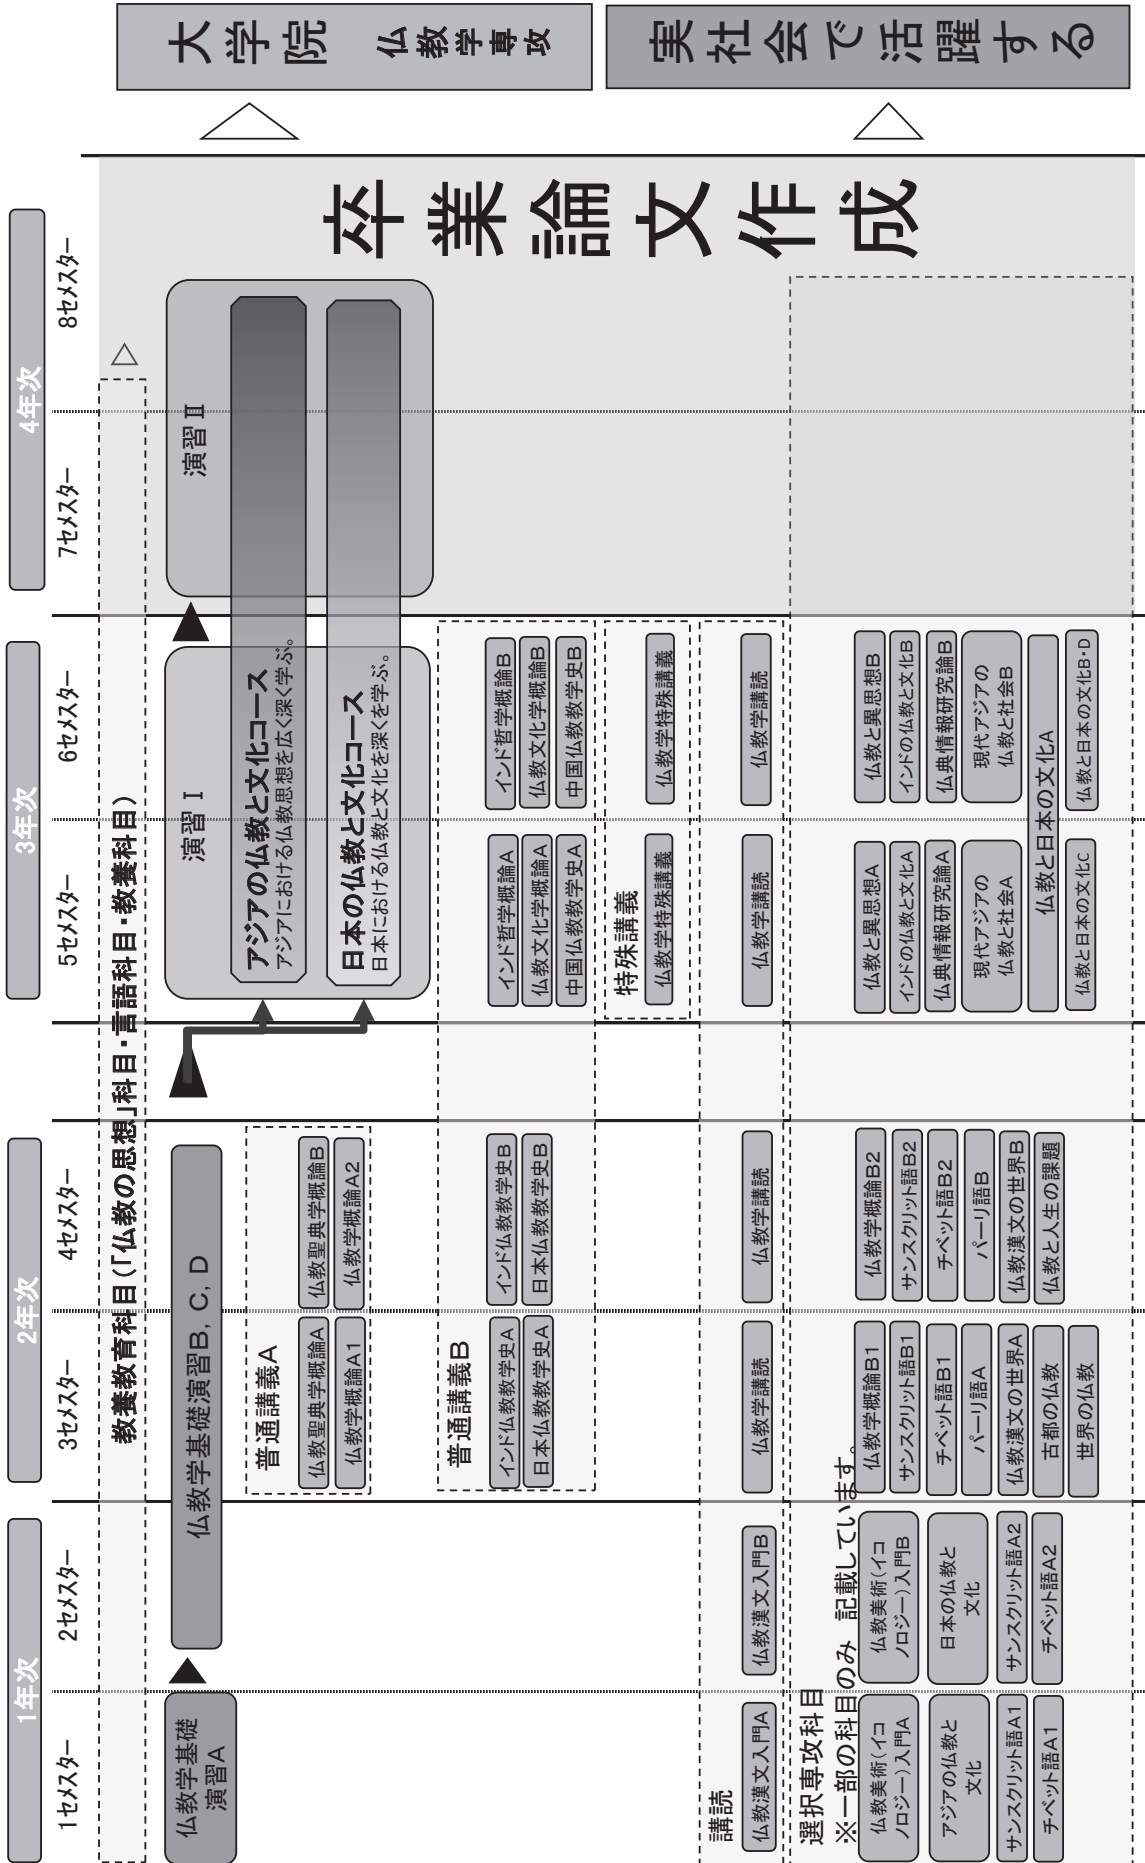 1年次
2年次
3年次
4年次
1セメスター
2セメスター
3セメスター
4セメスター
5セメスター
6セメスター
7セメスター
8セメスター
教養教育科目(「仏教の思想」科目・言語科目・教養科目)
仏教学基礎
演習A
仏教学基礎演習B, C, D
演習Ⅰ
演習Ⅱ
アジアの仏教と文化コース
アジアにおける仏教思想を広く深く学ぶ。
日本の仏教と文化コース
日本における仏教と文化を深くを学ぶ。
普通講義A
仏教聖典学概論A
仏教聖典学概論B
仏教学概論A1
仏教学概論A2
普通講義B
インド仏教教学史A
インド仏教教学史B
インド哲学概論A
インド哲学概論B
日本仏教教学史A
日本仏教教学史B
仏教文化学概論A
仏教文化学概論B
中国仏教教学史A
中国仏教教学史B
特殊講義
仏教学特殊講義
仏教学特殊講義
講読
仏教漢文入門A
仏教漢文入門B
仏教学講読
仏教学講読
仏教学講読
仏教学講読
選択専攻科目
※一部の科目のみ 記載しています。
仏教美術(イコ
ノロジー)入門A
アジアの仏教と
文化
サンスクリット語A1
チベット語A1
仏教美術(イコ
ノロジー)入門B
日本の仏教と
文化
サンスクリット語A2
チベット語A2
仏教学概論B1
サンスクリット語B1
チベット語B1
パーリ語A
仏教漢文の世界A
古都の仏教
世界の仏教
仏教学概論B2
サンスクリット語B2
チベット語B2
パーリ語B
仏教漢文の世界B
仏教と人生の課題
仏教と異思想A
インドの仏教と文化A
仏典情報研究論A
現代アジアの
仏教と社会A
仏教と日本の文化A
仏教と日本の文化C
仏教と異思想B
インドの仏教と文化B
仏典情報研究論B
現代アジアの
仏教と社会B
仏教と日本の文化B・D
卒業論文作成
大学院 仏教学専攻
実社会で活躍する